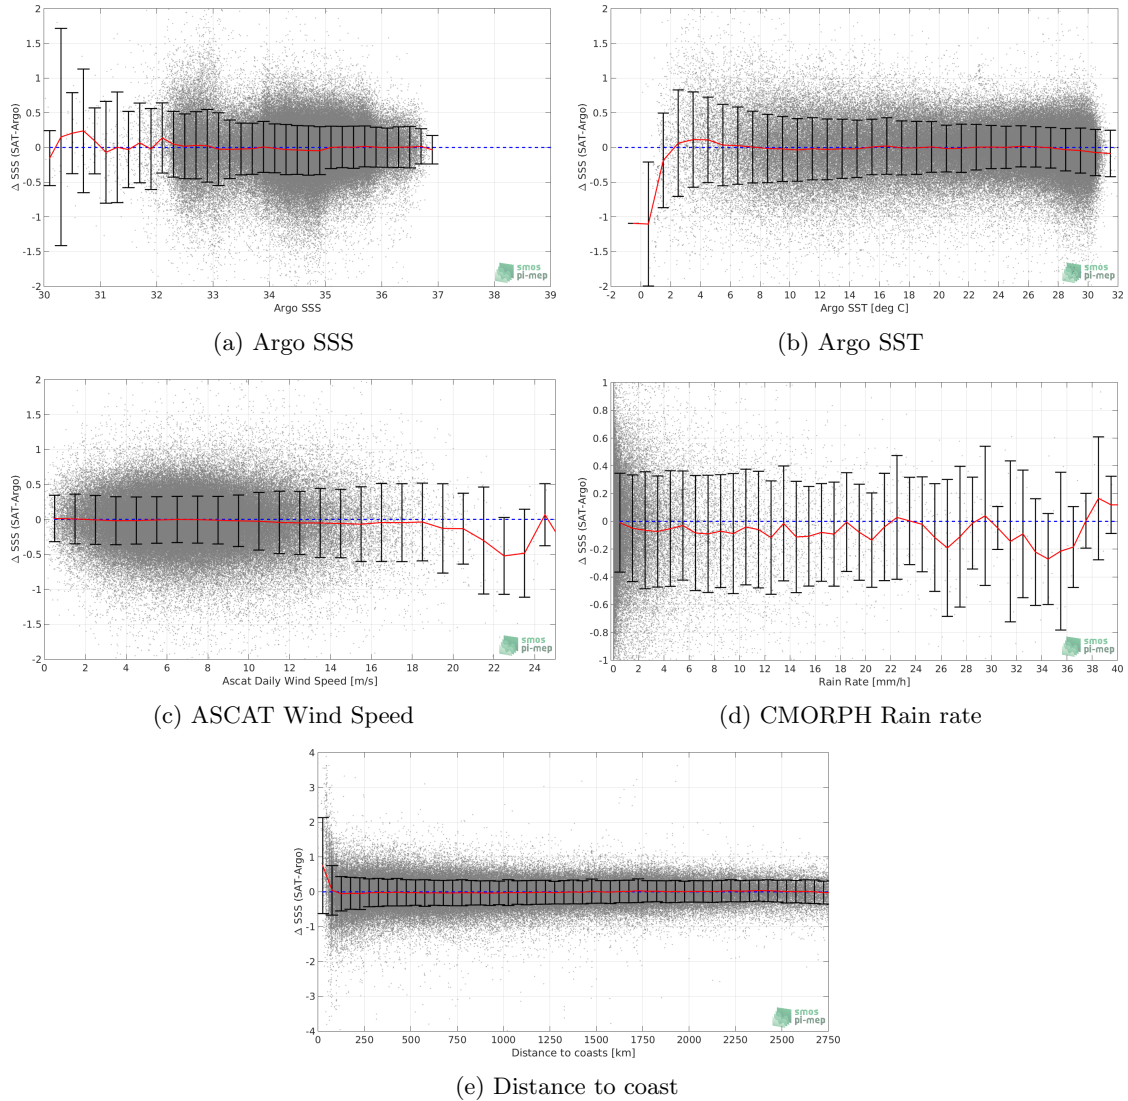 2
1.5
1
0.5
0
-0.5
-1
-1.5
-2
Δ SSS (SAT-Argo)
30 31 32 33 34 35 36 37 38 39
Argo SSS
smos
pi-mep
(a) Argo SSS
2
1.5
1
0.5
0
-0.5
-1
-1.5
-2
Δ SSS (SAT-Argo)
-2 0 2 4 6 8 10 12 14 16 18 20 22 24 26 28 30 32
Argo SST [deg C]
smos
pi-mep
(b) Argo SST
2
1.5
1
0.5
0
-0.5
-1
-1.5
-2
Δ SSS (SAT-Argo)
0 2 4 6 8 10 12 14 16 18 20 22 24
Ascat Daily Wind Speed [m/s]
smos
pi-mep
(c) ASCAT Wind Speed
1
0.8
0.6
0.4
0.2
0
-0.2
-0.4
-0.6
-0.8
-1
Δ SSS (SAT-Argo)
0 2 4 6 8 10 12 14 16 18 20 22 24 26 28 30 32 34 36 38 40
Rain Rate [mm/h]
smos
pi-mep
(d) CMORPH Rain rate
4
3
2
1
0
-1
-2
-3
-4
Δ SSS (SAT-Argo)
0 250 500 750 1000 1250 1500 1750 2000 2250 2500 2750
Distance to coasts [km]
smos
pi-mep
(e) Distance to coast